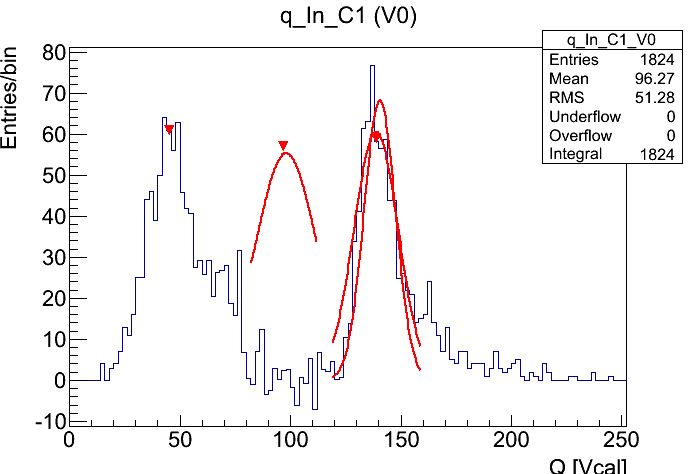 q_In_C1 (V0)
q_In_C1_V0
Entries 1824
Mean 96.27
RMS 51.28
Underflow 0
Overflow 0
Integral 1824
Entries/bin
80
70
60
50
40
30
20
10
0
-10
0 50 100 150 200 250
Q [Vcal]